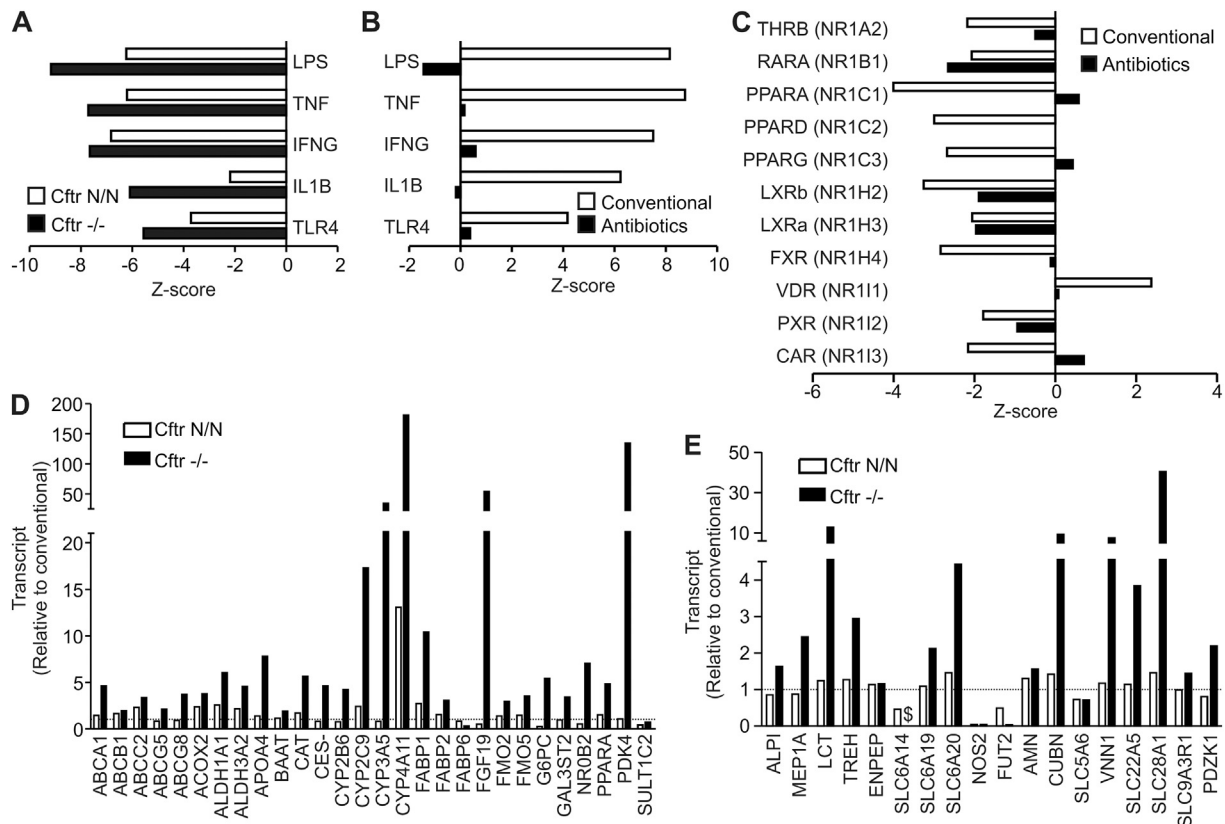 A
LPS
TNF
IFNG
IL1B
TLR4
Cftr N/N
Cftr -/-
-10 -8 -6 -4 -2 0 2
Z-score
B
LPS
TNF
IFNG
IL1B
TLR4
Conventional
Antibiotics
-2 0 2 4 6 8 10
Z-score
C
Conventional
Antibiotics
THRB (NR1A2)
RARA (NR1B1)
PPARA (NR1C1)
PPARD (NR1C2)
PPARG (NR1C3)
LXRb (NR1H2)
LXRa (NR1H3)
FXR (NR1H4)
VDR (NR1I1)
PXR (NR1I2)
CAR (NR1I3)
-6 -4 -2 0 2 4
Z-score
D
Cftr N/N
Cftr -/-
Transcript
(Relative to conventional)
200
150
100
50
20
15
10
5
0
ABCA1
ABCB1
ABCC2
ABCG5
ABCG8
ACOX2
ALDH1A1
ALDH3A2
APOA4
BAAT
CAT
CES-
CYP2B6
CYP2C9
CYP3A5
CYP4A11
FABP1
FABP2
FABP6
FGF19
FMO2
FMO5
G6PC
GAL3ST2
NR0B2
PPARA
PDK4
SULT1C2
E
Cftr N/N
Cftr -/-
Transcript
(Relative to conventional)
50
30
10
4
3
2
1
0
$
ALPI
MEP1A
LCT
TREH
ENPEP
SLC6A14
SLC6A19
SLC6A20
NOS2
FUT2
AMN
CUBN
SLC5A6
VNN1
SLC22A5
SLC28A1
SLC9A3R1
PDZK1